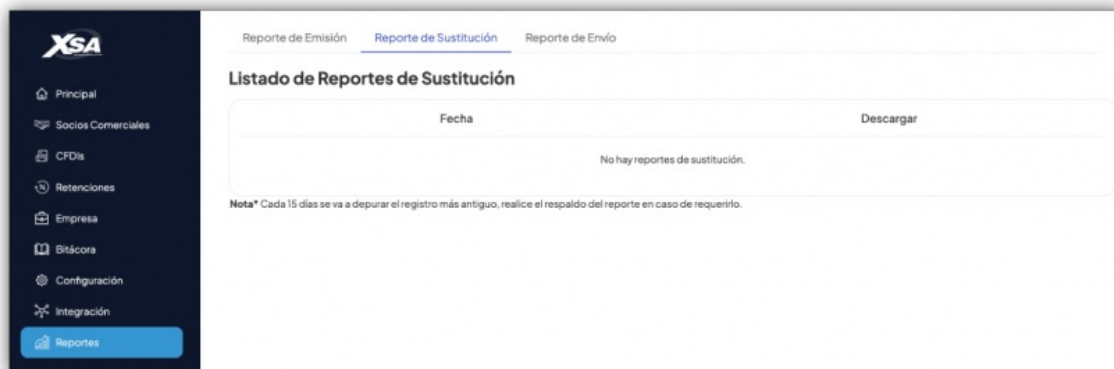 XSA
Reporte de Emisión Reporte de Sustitución Reporte de Envío
Listado de Reportes de Sustitución
Fecha Descargar
No hay reportes de sustitución.
Nota* Cada 15 días se va a depurar el registro más antiguo, realice el respaldo del reporte en caso de requerirlo.
Principal
Socios Comerciales
CFDIs
Retenciones
Empresa
Bitácora
Configuración
Integración
Reportes